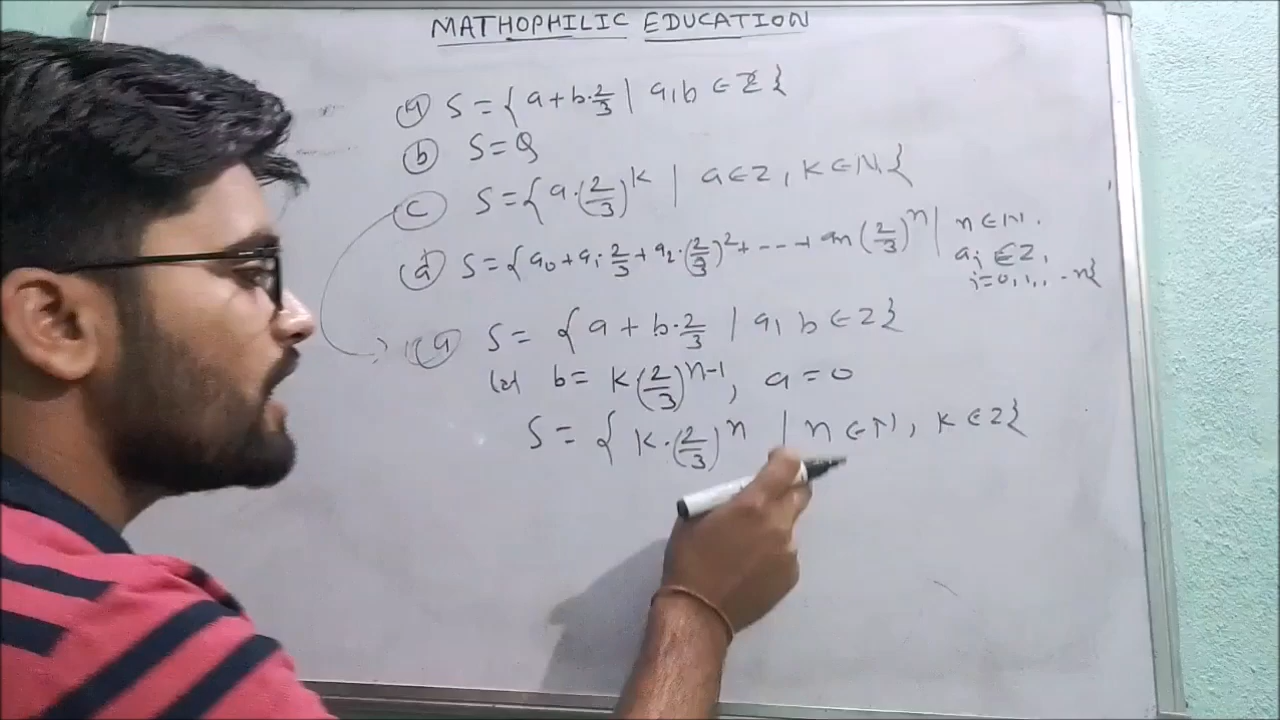 MATHOPHILIC EDUCATION
(a) S = { a + b·2/3 | a, b ∈ Z }
(b) S = Q
(c) S = { a·(2/3)^k | a ∈ Z, k ∈ N }
(d) S = { a0 + a1·2/3 + a2·(2/3)^2 + --- + an(2/3)^n | n ∈ N.
ai ∈ Z,
i=0,1,..-n}
(a) S = { a + b·2/3 | a, b ∈ Z }
b = k(2/3)^n-1, a = 0
S = { k·(2/3)^n | n ∈ N, k ∈ Z }